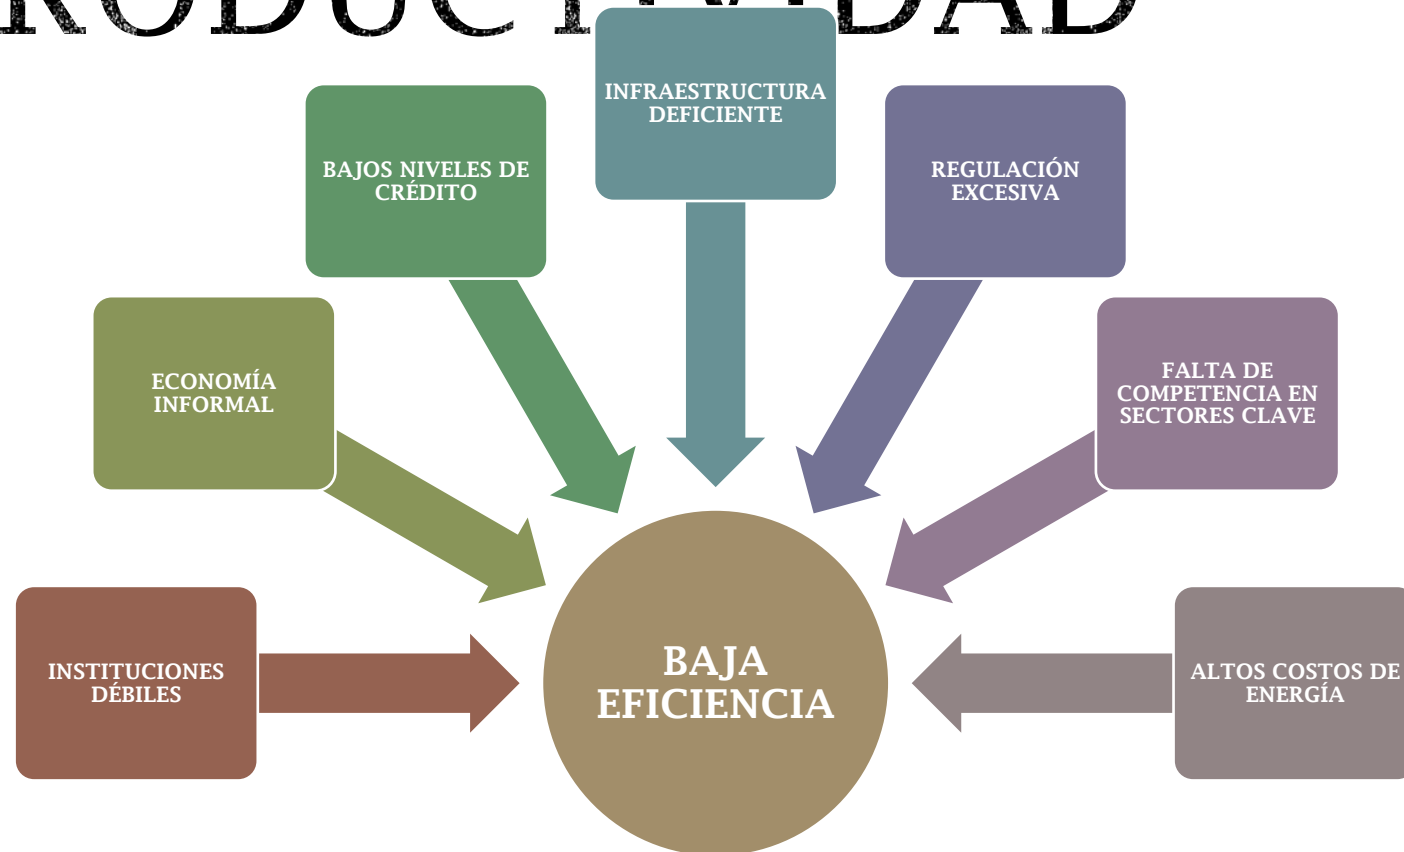 RODUCTIVIDAD
INFRAESTRUCTURA
DEFICIENTE
BAJOS NIVELES DE
CRÉDITO
REGULACIÓN
EXCESIVA
ECONOMÍA
INFORMAL
FALTA DE
COMPETENCIA EN
SECTORES CLAVE
INSTITUCIONES
DÉBILES
BAJA
EFICIENCIA
ALTOS COSTOS DE
ENERGÍA